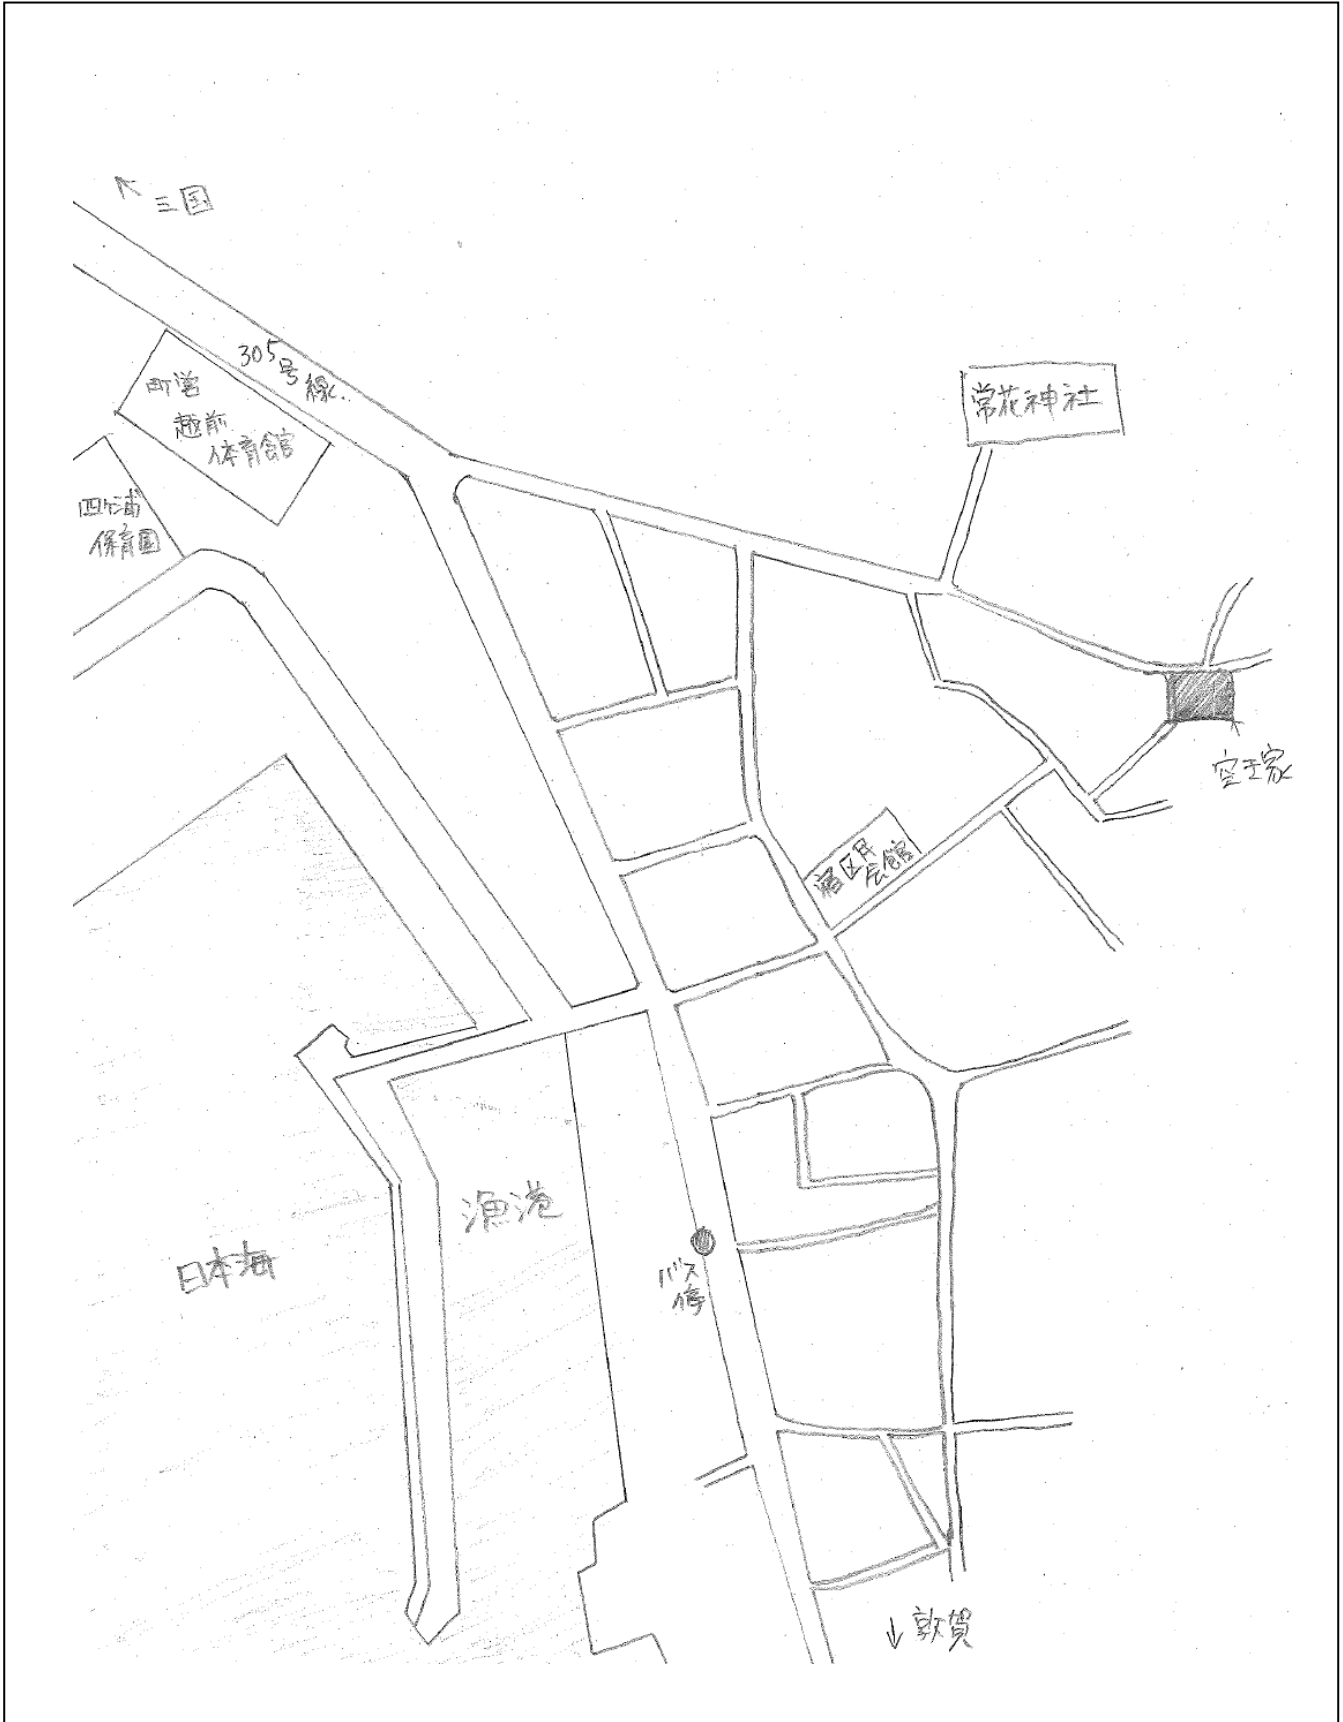 三国
305号線
町営
越前
体育館
四ヶ浦
保育園
常花神社
空き家
宿区民
会館
漁港
日本海
バス
停
敦賀